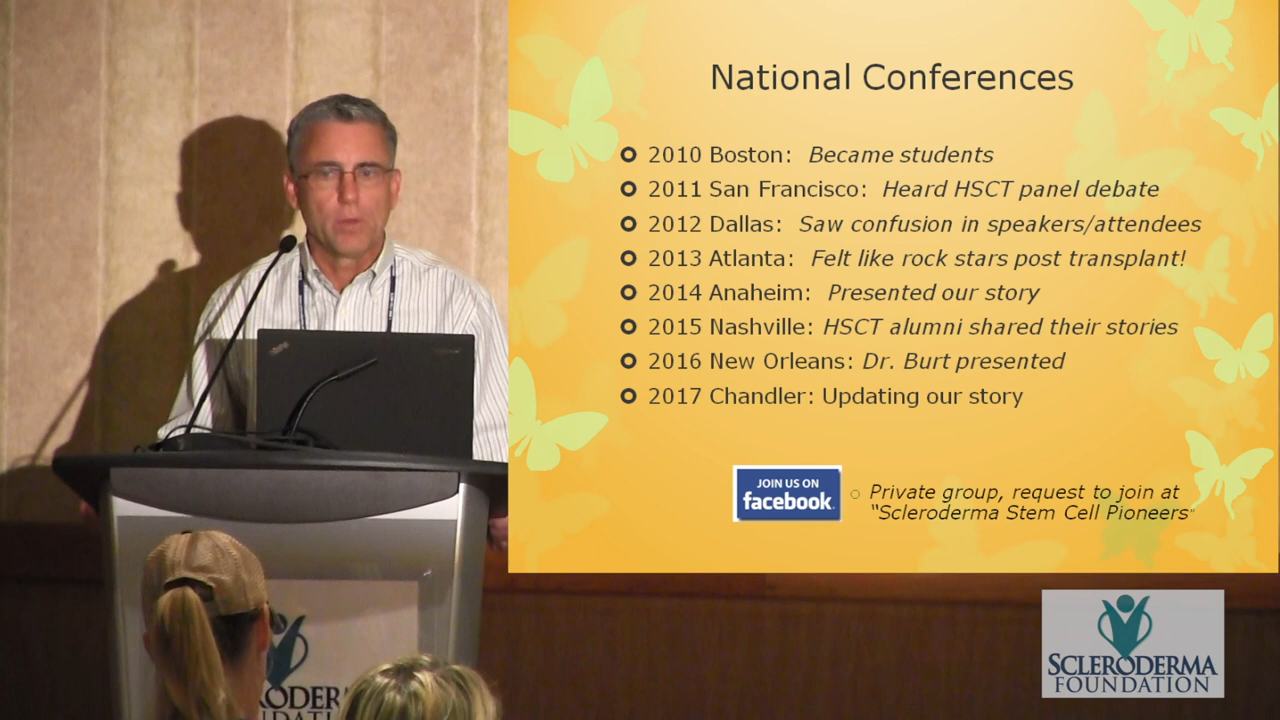 National Conferences
2010 Boston: Became students
2011 San Francisco: Heard HSCT panel debate
2012 Dallas: Saw confusion in speakers/attendees
2013 Atlanta: Felt like rock stars post transplant!
2014 Anaheim: Presented our story
2015 Nashville: HSCT alumni shared their stories
2016 New Orleans: Dr. Burt presented
2017 Chandler: Updating our story
JOIN US ON
facebook.
Private group, request to join at
“Scleroderma Stem Cell Pioneers”
SCLERODERMA
FOUNDATION